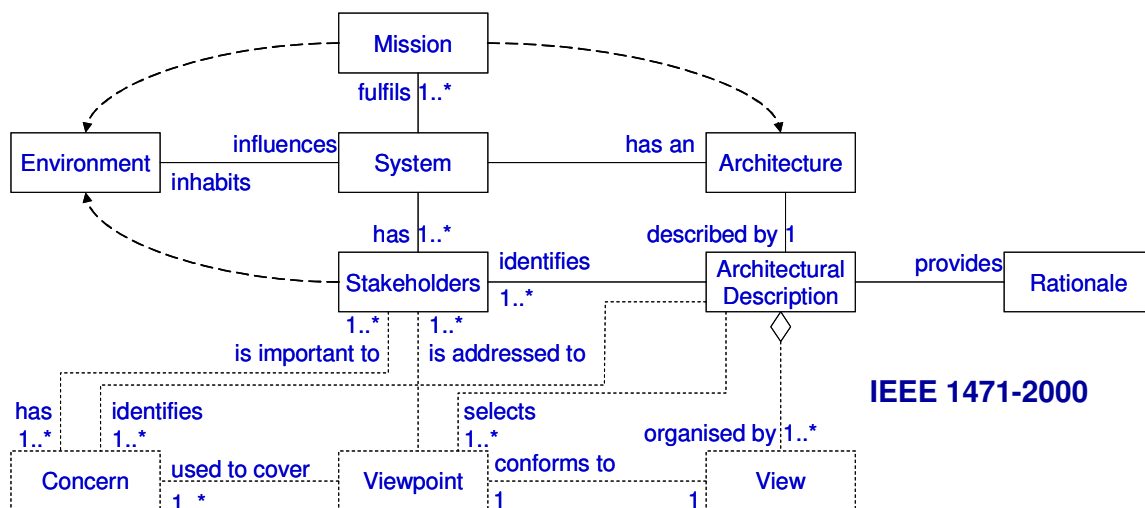 Mission
fulfils 1..*
Environment
influences
inhabits
System
has an
Architecture
has 1..*
described by 1
Stakeholders
identifies
1..*
Architectural
Description
provides
Rationale
1..*
1..*
is important to
is addressed to
IEEE 1471-2000
has
1..*
identifies
1..*
selects
1..*
organised by 1..*
Concern
used to cover
1..*
Viewpoint
conforms to
1
1
View